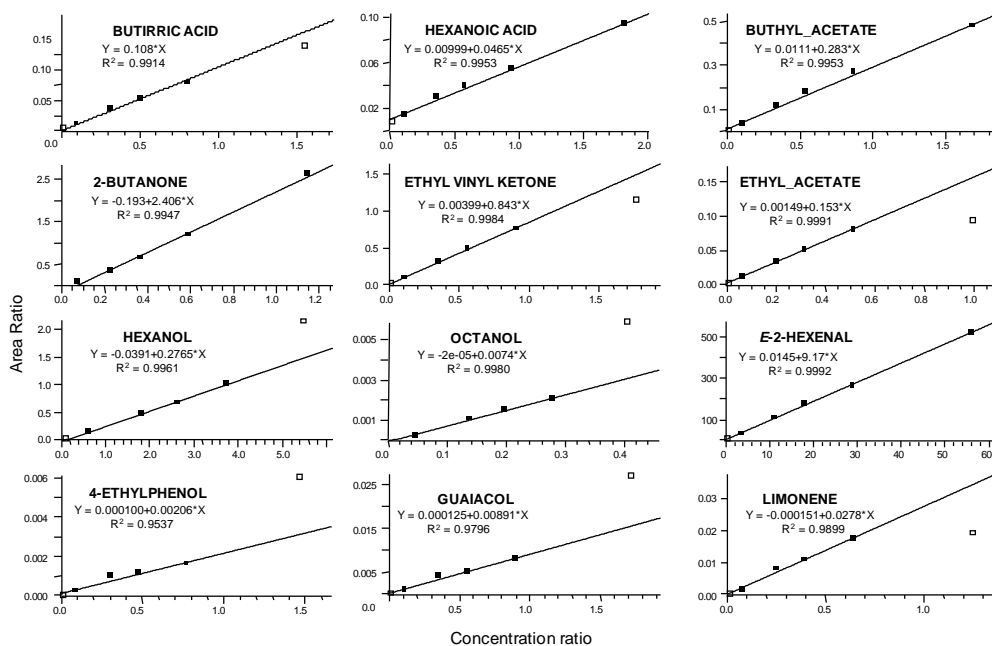 BUTIRRIC ACID
Y = 0.108*X
R² = 0.9914
0.15
0.10
0.05
0.0 0.5 1.0 1.5
HEXANOIC ACID
Y = 0.00999+0.0465*X
R² = 0.9953
0.10
0.06
0.02
0.0 0.5 1.0 1.5 2.0
BUTHYL_ACETATE
Y = 0.0111+0.283*X
R² = 0.9953
0.5
0.3
0.1
0.0 0.5 1.0 1.5
2-BUTANONE
Y = -0.193+2.406*X
R² = 0.9947
2.5
1.5
0.5
0.0 0.2 0.4 0.6 0.8 1.0 1.2
ETHYL VINYL KETONE
Y = 0.00399+0.843*X
R² = 0.9984
1.5
1.0
0.5
0.0
0.0 0.5 1.0 1.5
ETHYL_ACETATE
Y = 0.00149+0.153*X
R² = 0.9991
0.15
0.10
0.05
0.00
0.0 0.2 0.4 0.6 0.8 1.0
Area Ratio
HEXANOL
Y = -0.0391+0.2765*X
R² = 0.9961
2.0
1.5
1.0
0.5
0.0
0.0 1.0 2.0 3.0 4.0 5.0
OCTANOL
Y = -2e-05+0.0074*X
R² = 0.9980
0.005
0.003
0.001
0.0
0.0 0.1 0.2 0.3 0.4
E-2-HEXENAL
Y = 0.0145+9.17*X
R² = 0.9992
500
300
100
0 10 20 30 40 50 60
4-ETHYLPHENOL
Y = 0.000100+0.00206*X
R² = 0.9537
0.006
0.004
0.002
0.000
0.0 0.5 1.0 1.5
GUAIACOL
Y = 0.000125+0.00891*X
R² = 0.9796
0.025
0.015
0.005
0.0
0.0 0.5 1.0 1.5
LIMONENE
Y = -0.000151+0.0278*X
R² = 0.9899
0.03
0.02
0.01
0.00
0.0 0.5 1.0
Concentration ratio